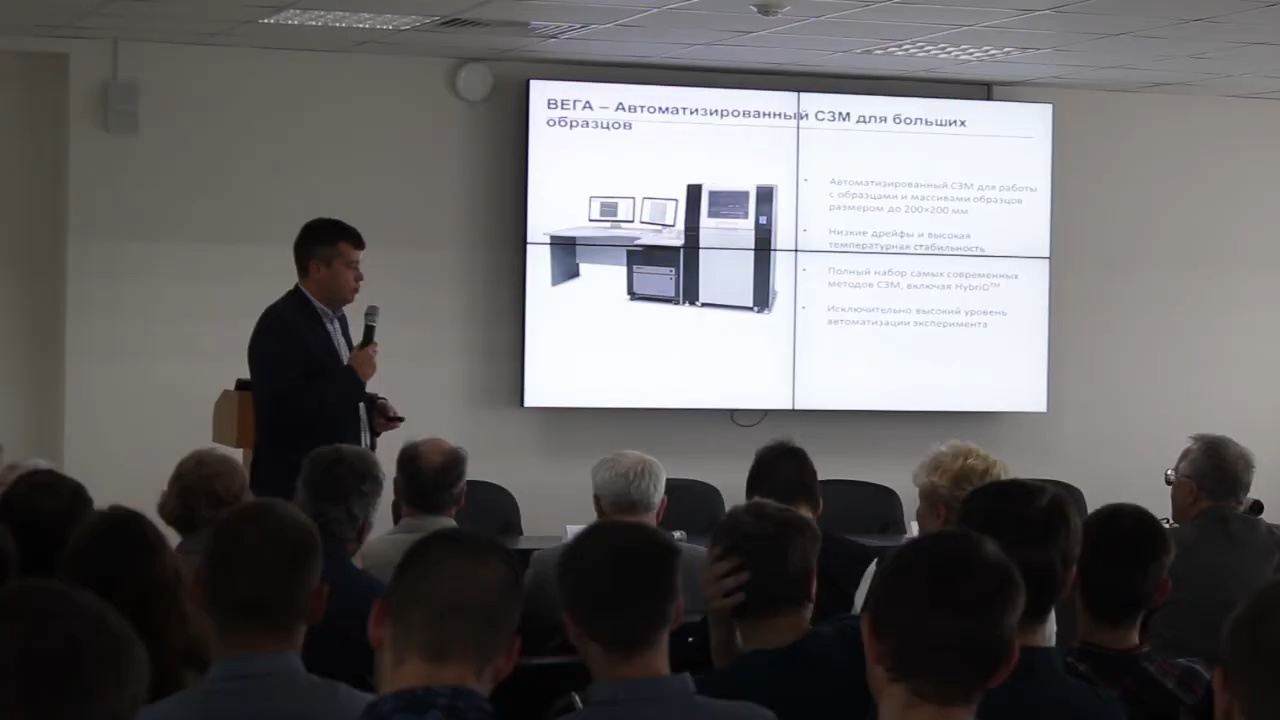 ВЕГА – Автоматизированный СЗМ для больших
образцов
• Автоматизированный СЗМ для работы
с образцами и массивами образцов
размером до 200×200 мм
• Низкие дрейфы и высокая
температурная стабильность
• Полный набор самых современных
методов СЗМ, включая HybriD™
• Исключительно высокий уровень
автоматизации эксперимента